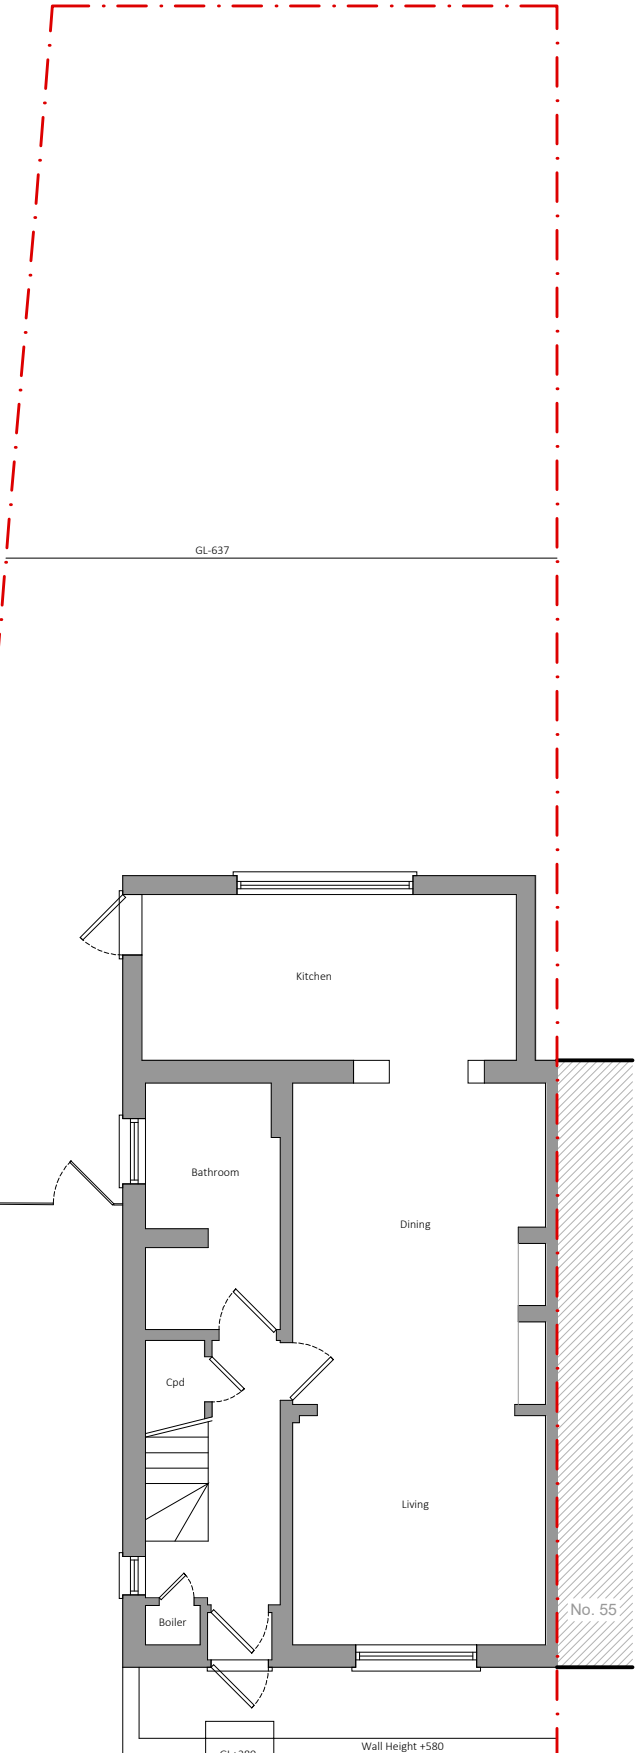 GL-637
Kitchen
Bathroom
Dining
Cpd
Living
No. 55
Boiler
Wall Height +580